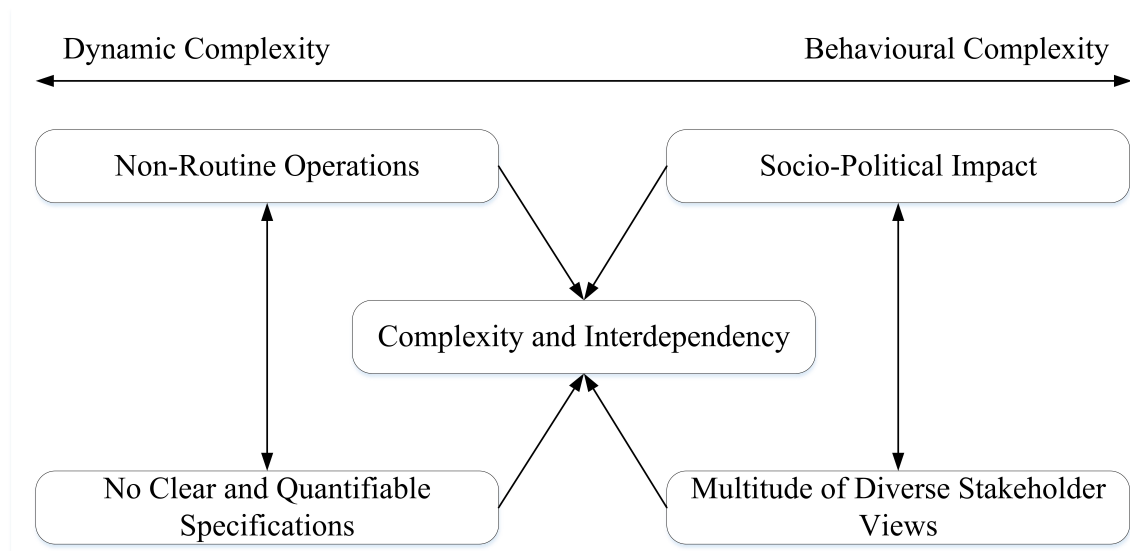 Dynamic Complexity
Behavioural Complexity
Non-Routine Operations
Socio-Political Impact
Complexity and Interdependency
No Clear and Quantifiable
Specifications
Multitude of Diverse Stakeholder
Views